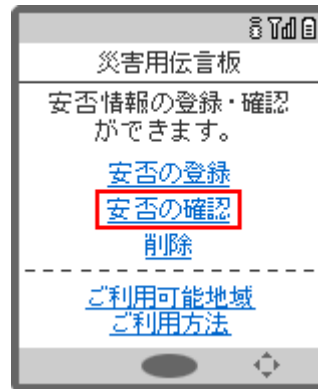 災害用伝言板
安否情報の登録・確認
ができます。
安否の登録
安否の確認
削除
ご利用可能地域
ご利用方法